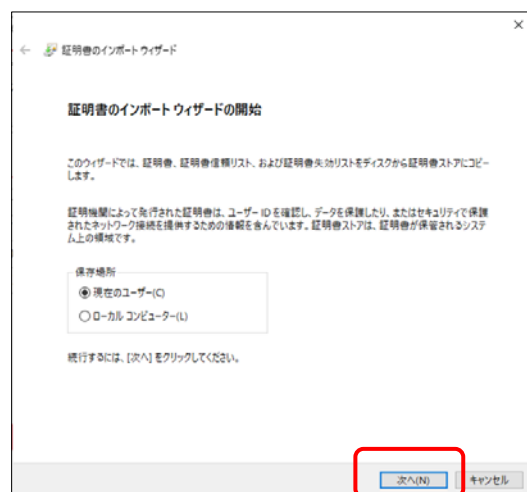 証明書のインポート ウィザード
証明書のインポート ウィザードの開始
このウィザードでは、証明書、証明書信頼リスト、および証明書失効リストをディスクから証明書ストアにコピー
します。
証明機関によって発行された証明書は、ユーザー ID を確認し、データを保護したり、またはセキュリティで保護
されたネットワーク接続を提供するための情報を含んでいます。証明書ストアは、証明書が保管されるシステ
ム上の領域です。
保存場所
現在のユーザー(C)
ローカル コンピューター(L)
続行するには、[次へ] をクリックしてください。
次へ(N)
キャンセル